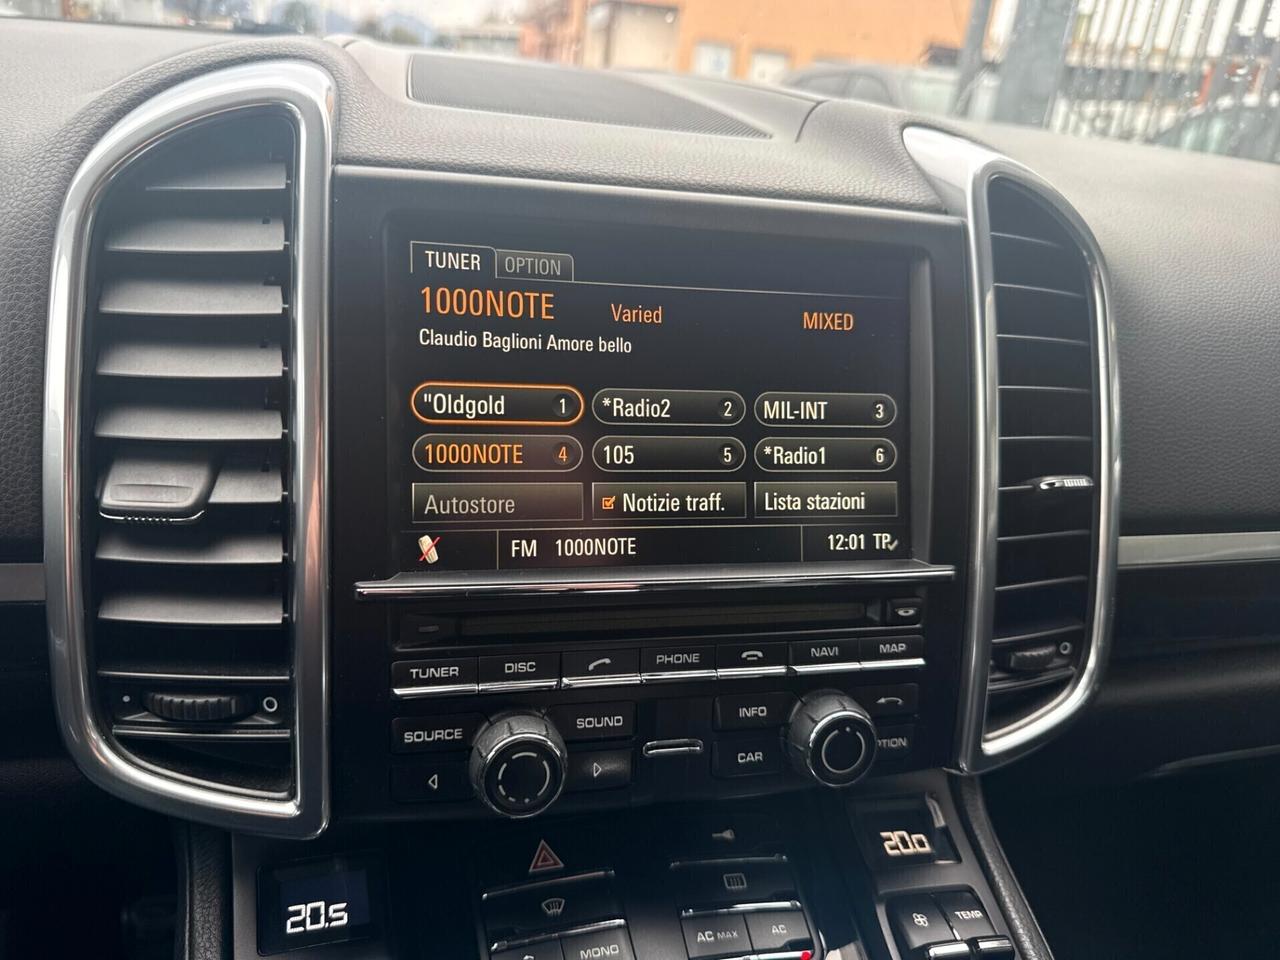 TUNER OPTION
1000NOTE Varied MIXED
Claudio Baglioni Amore bello
"Oldgold 1 *Radio2 2 MIL-INT 3
1000NOTE 4 105 5 *Radio1 6
Autostore Notizie traff. Lista stazioni
FM 1000NOTE 12:01 TP
TUNER DISC PHONE NAVI MAP
SOURCE SOUND INFO
CAR
20.5 20.0
AC MAX AC TEMP
MONO